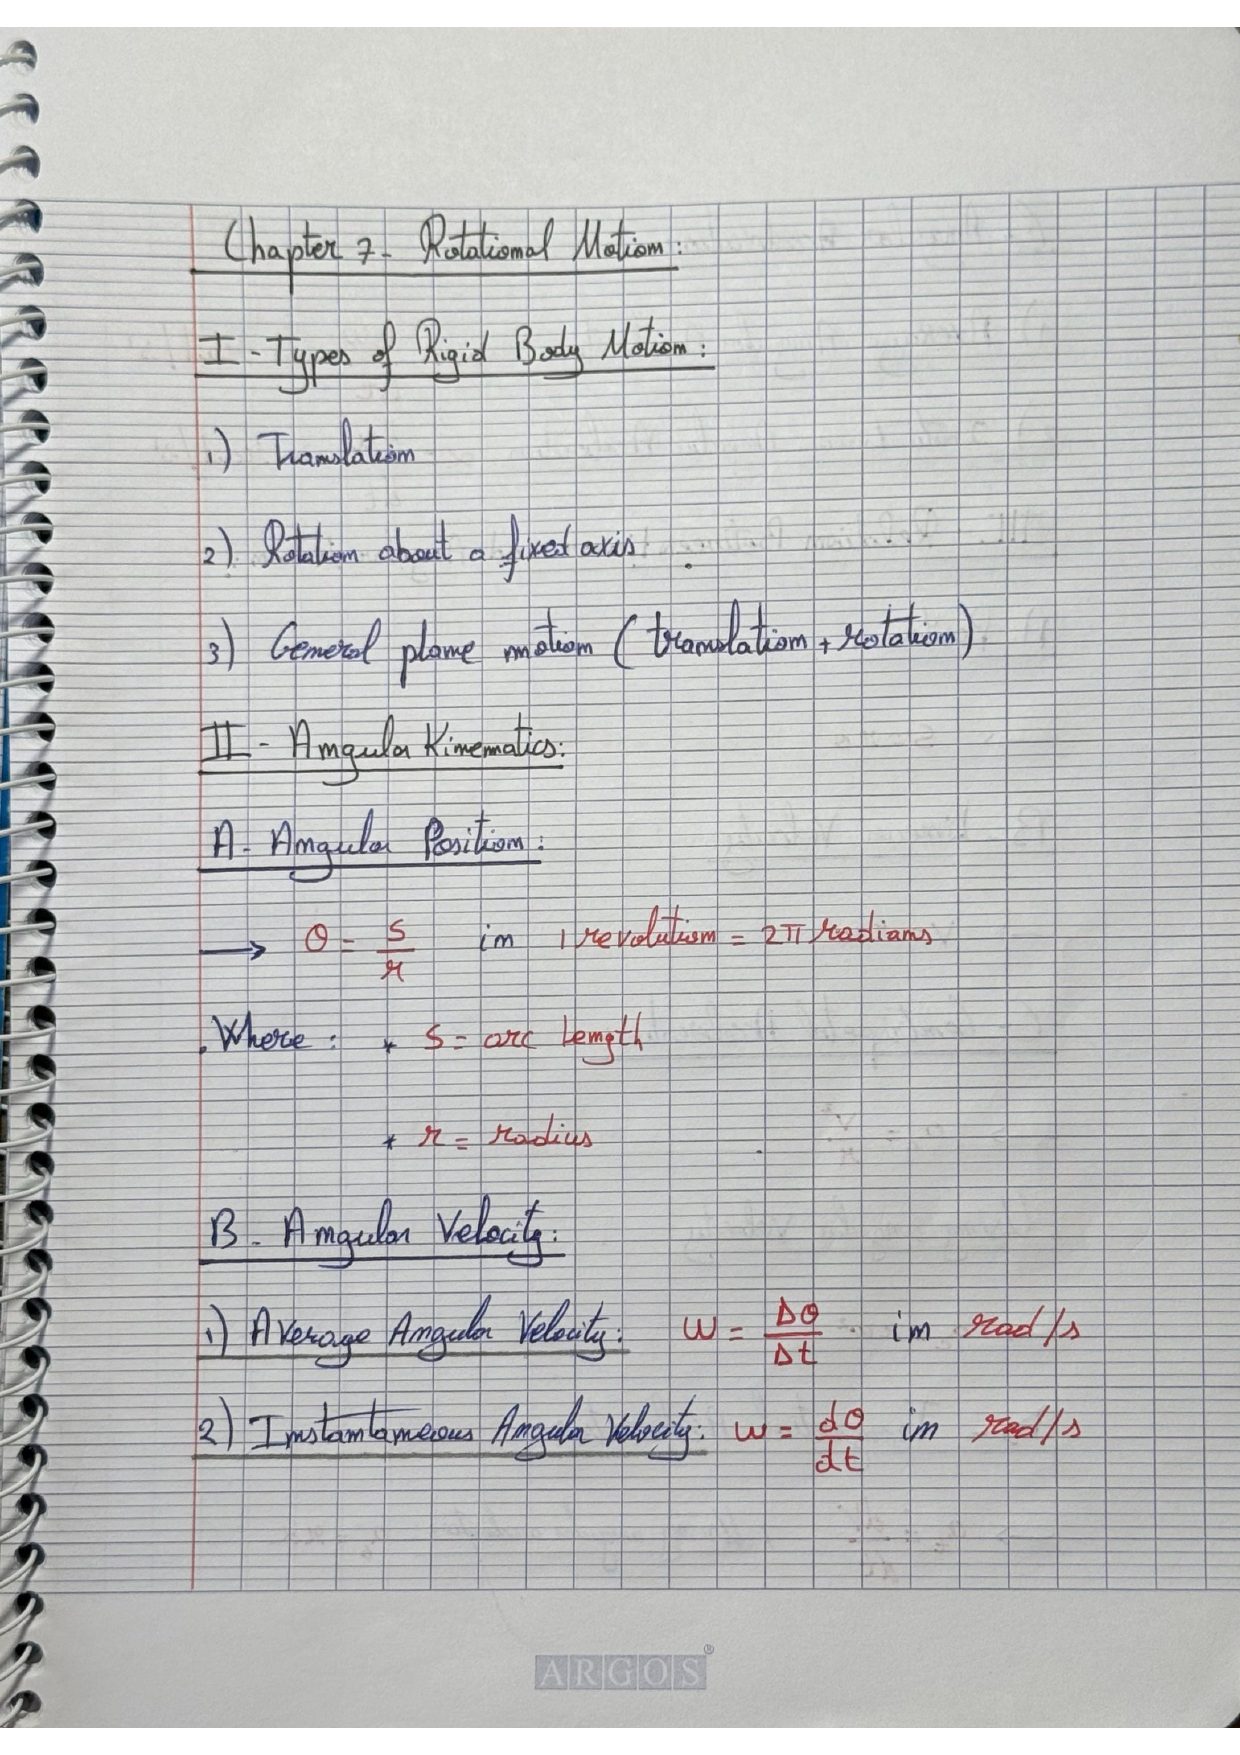 Chapter 7 - Rotational Motion:
I - Types of Rigid Body Motion:
1) Translation
2) Rotation about a fixed axis
3) General plane motion (translation + rotation)
II - Angular Kinematics:
A - Angular Position:
→ θ = s/r in 1 revolution = 2π radians
. Where: * s = arc length
* r = radius
B - Angular Velocity:
1) Average Angular Velocity: ω = Δθ/Δt in rad/s
2) Instantaneous Angular Velocity: ω = dθ/dt in rad/s
ARGOS®